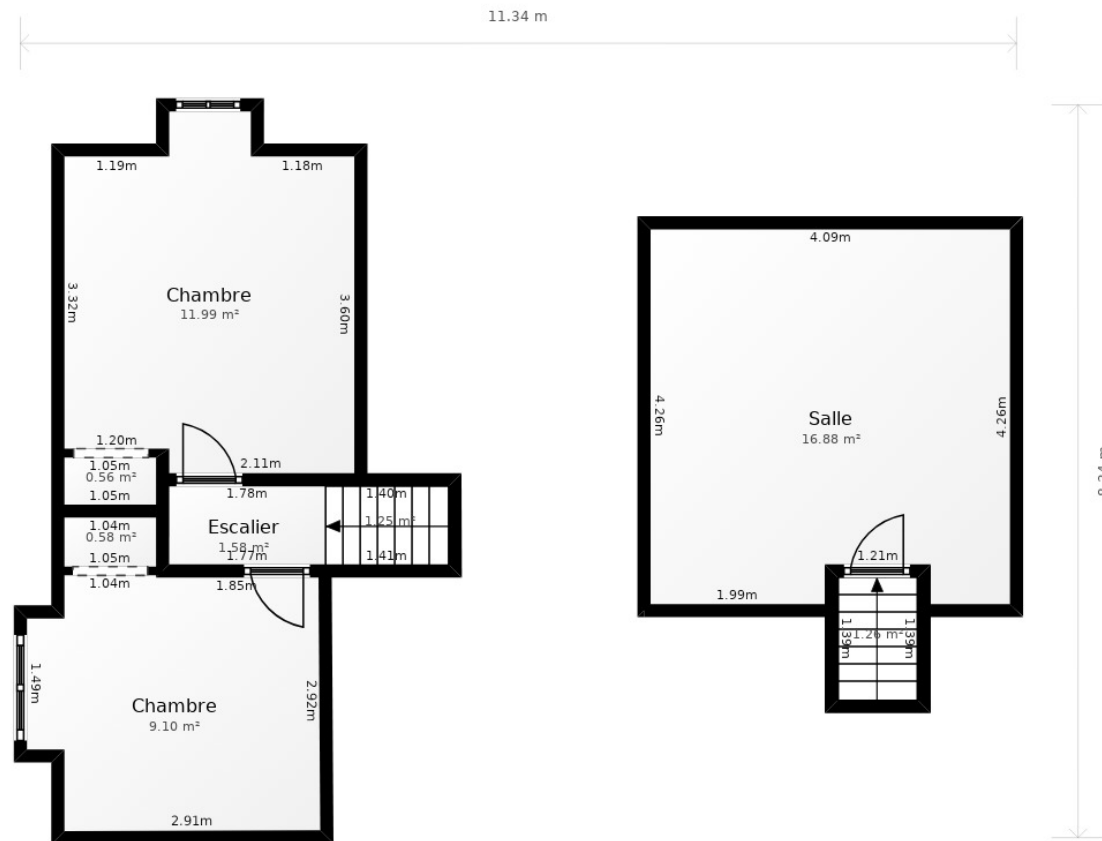 11.34 m
1.19m
1.18m
3.32m
3.60m
Chambre
11.99 m²
1.20m
2.11m
1.05m
0.56 m²
1.05m
1.78m
1.40m
Escalier
1.58 m²
1.25 m²
1.77m
1.41m
1.04m
0.58 m²
1.05m
1.04m
1.85m
1.49m
2.92m
Chambre
9.10 m²
2.91m
4.09m
4.26m
4.26m
Salle
16.88 m²
1.21m
1.99m
1.39m
1.26 m²
1.39m